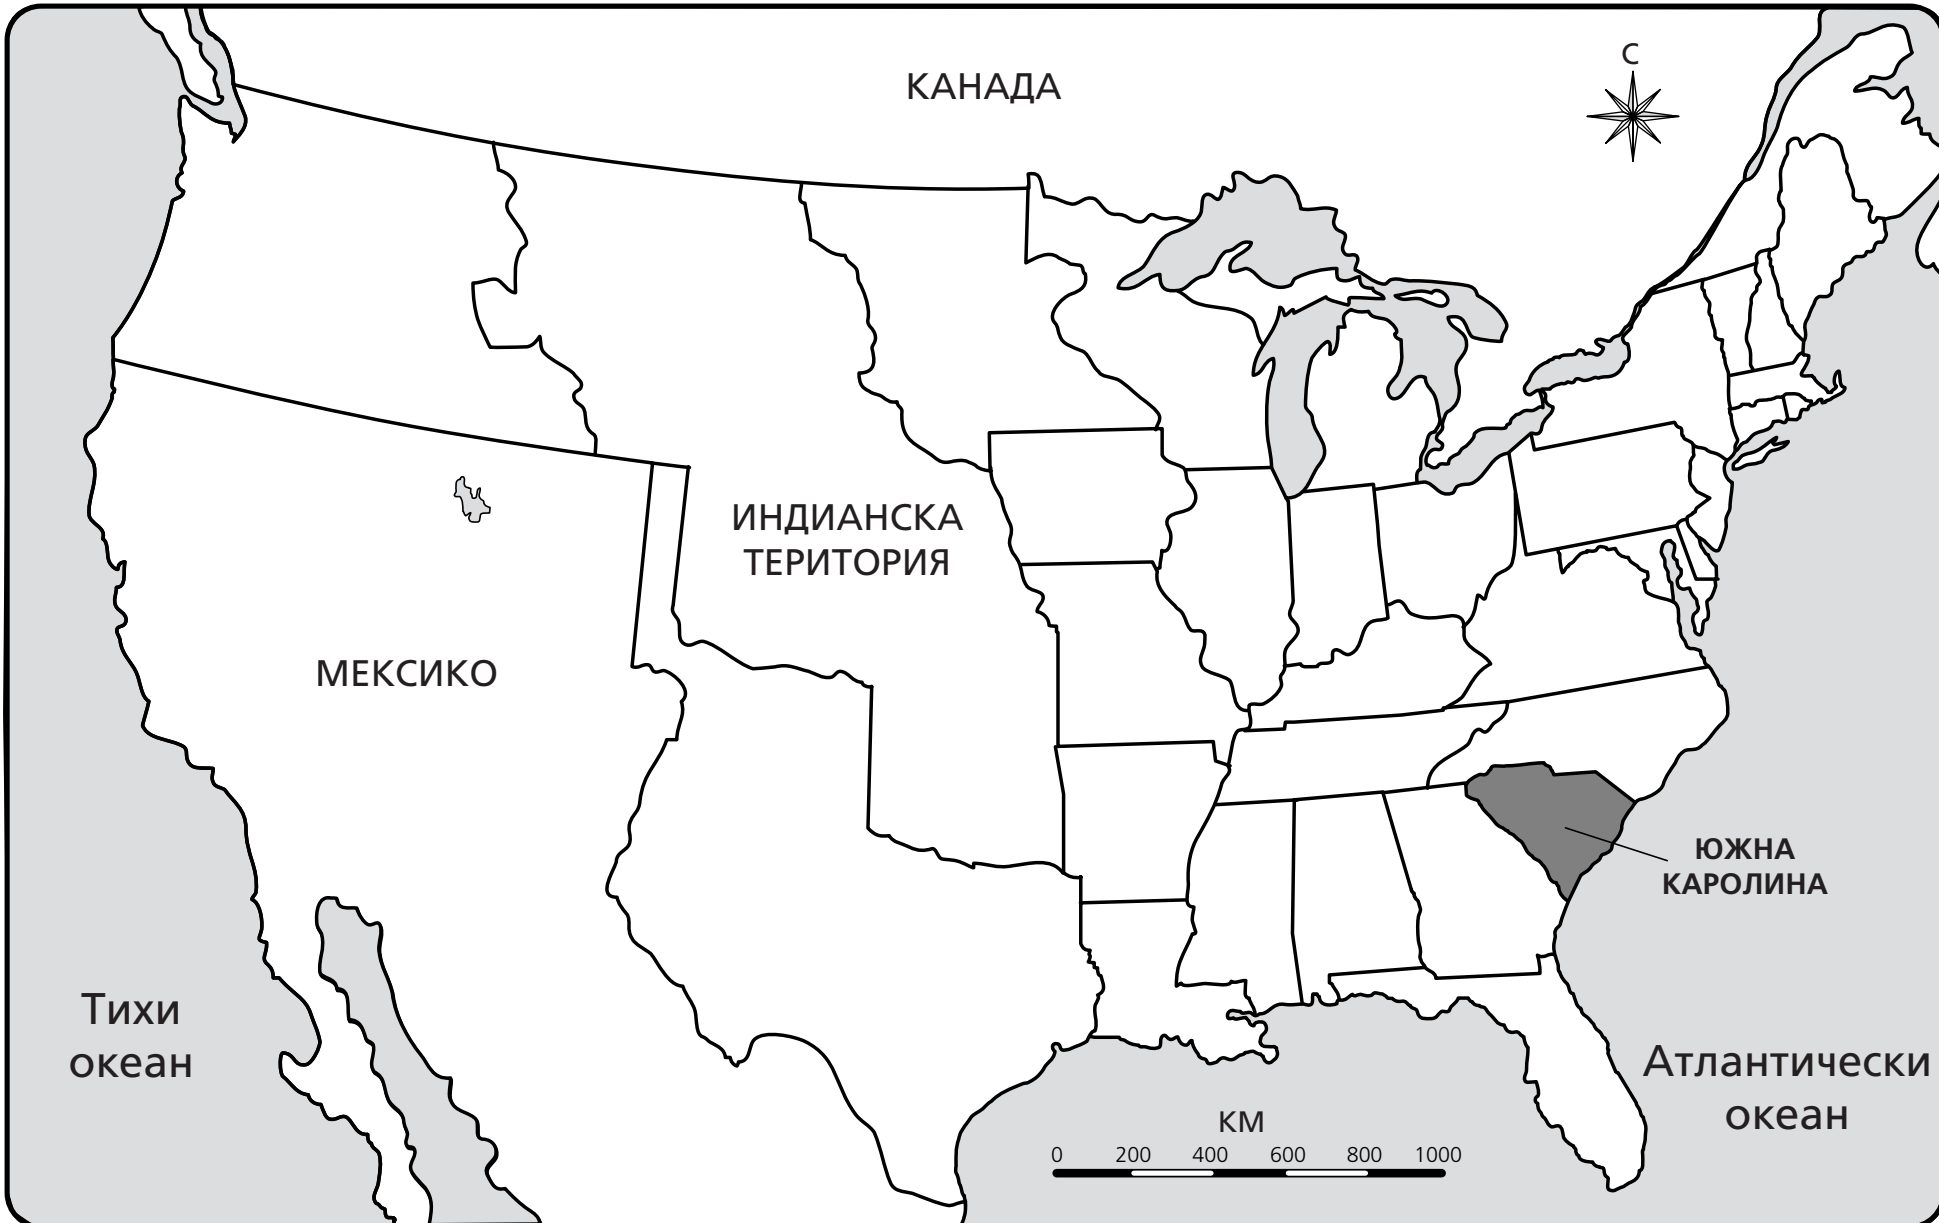 С
КАНАДА
ИНДИАНСКА
ТЕРИТОРИЯ
МЕКСИКО
ЮЖНА
КАРОЛИНА
Тихи
океан
Атлантически
океан
КМ
0 200 400 600 800 1000